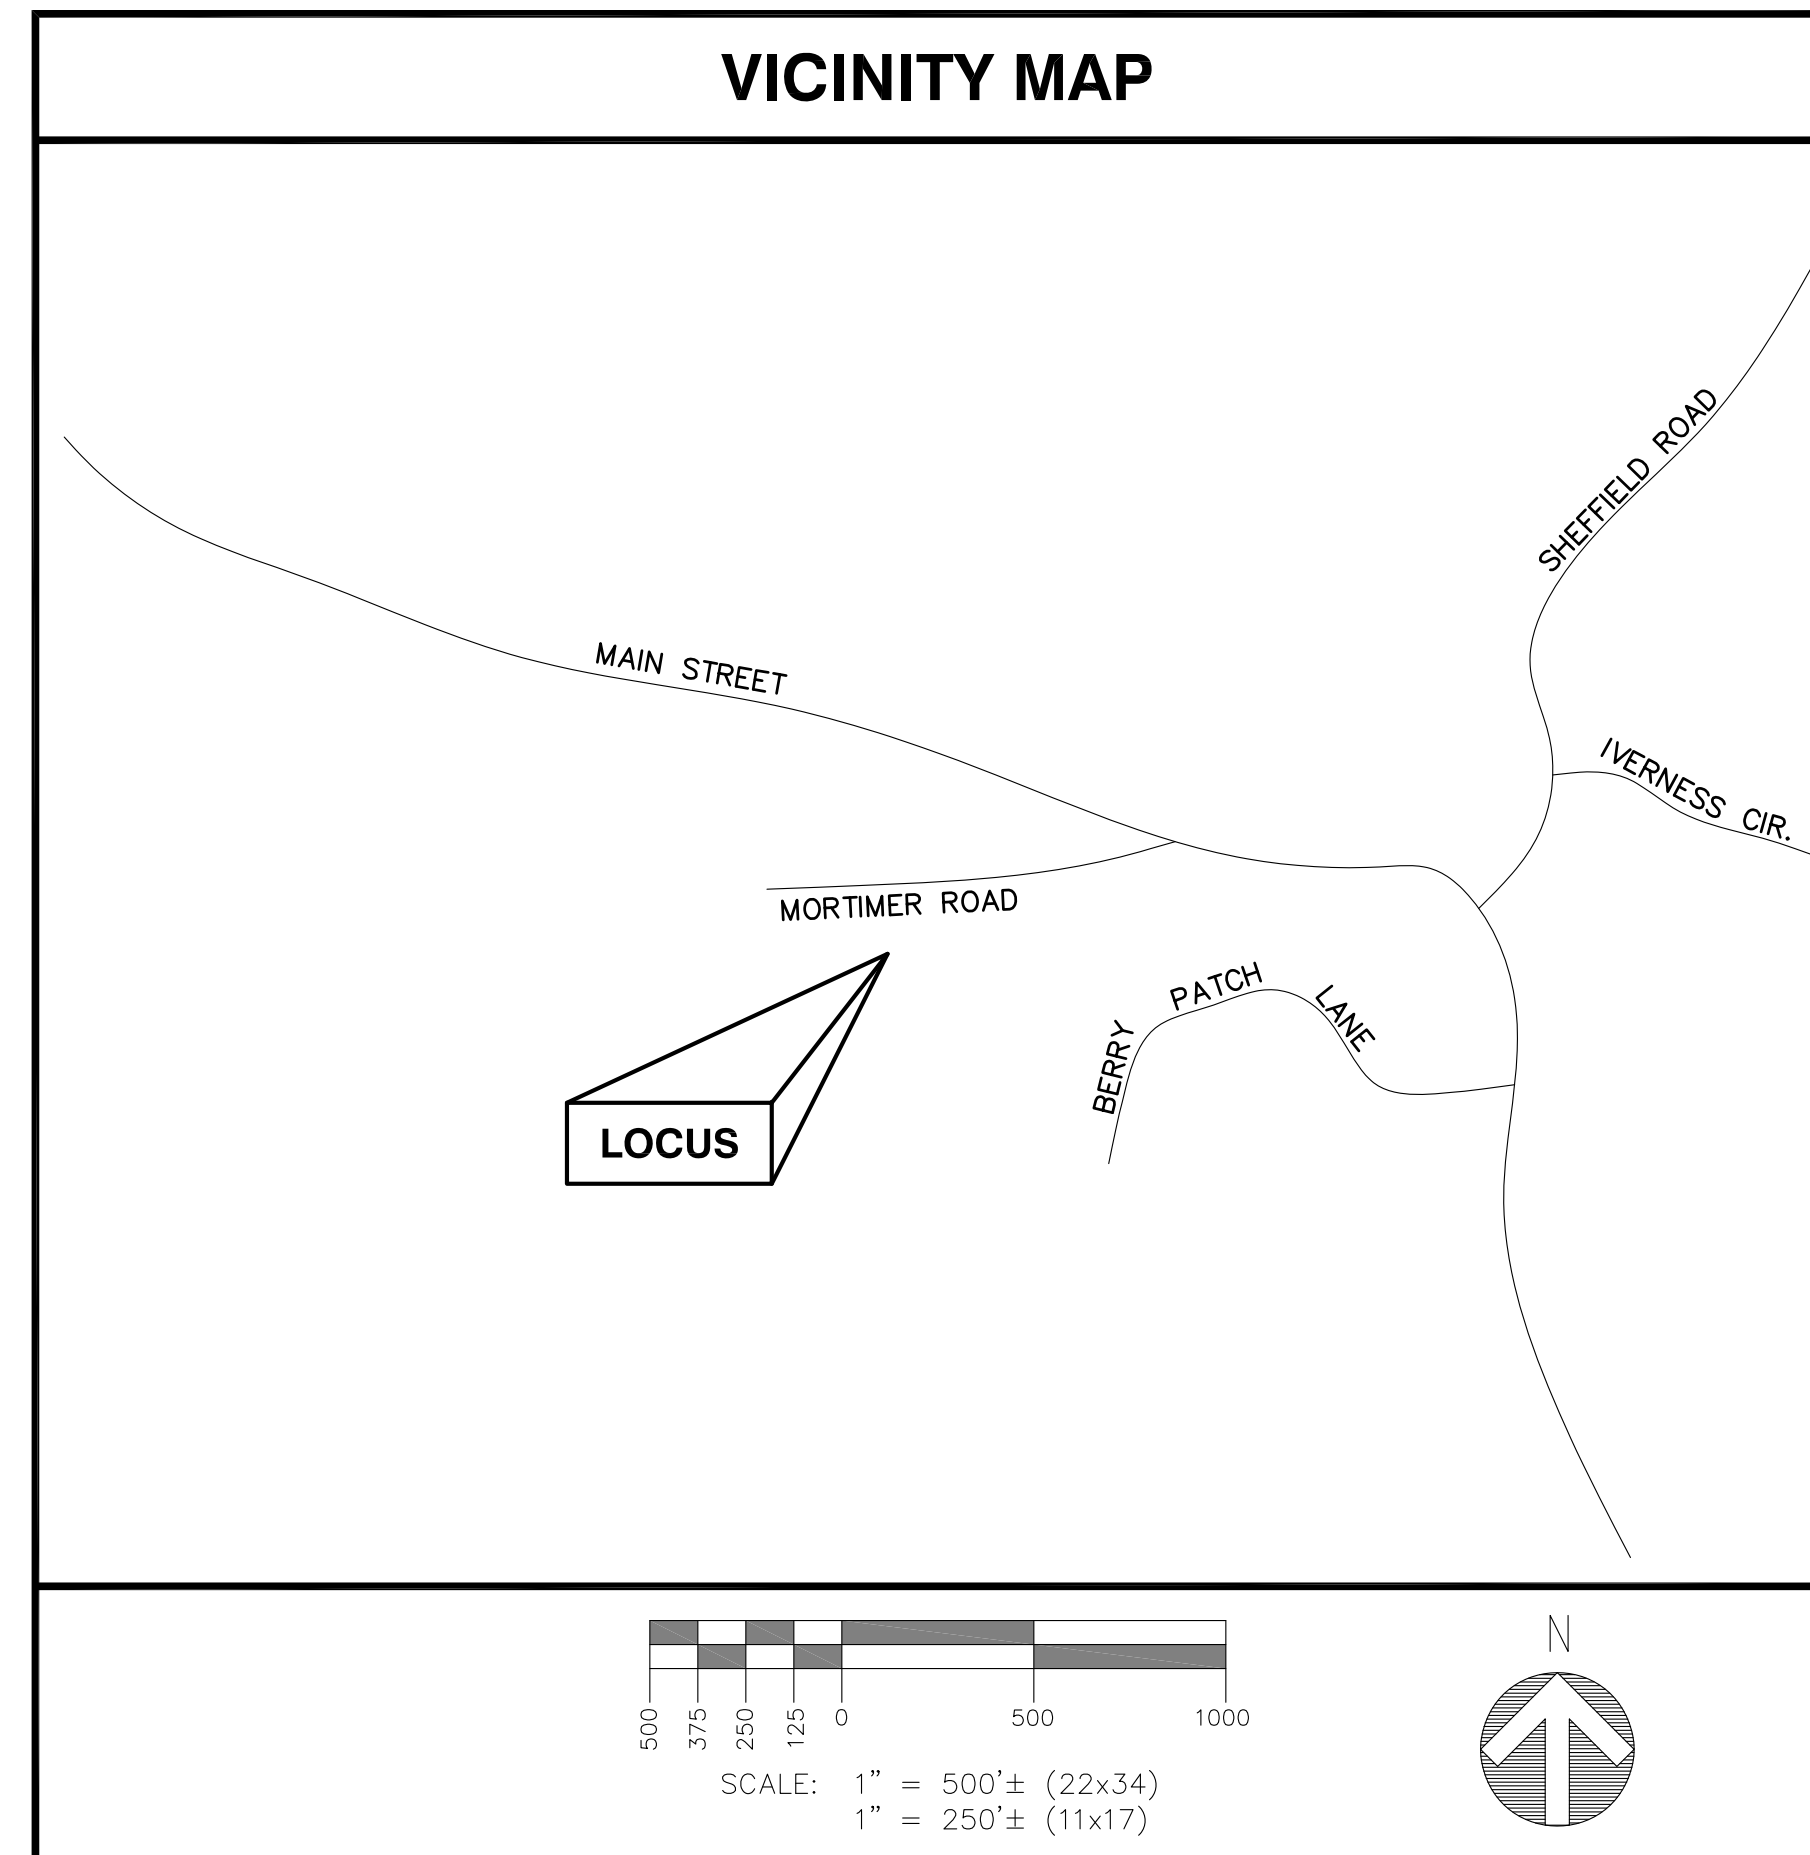 VICINITY MAP
SHEFFIELD ROAD
MAIN STREET
IVERNESS CIR.
MORTIMER ROAD
BERRY PATCH LANE
LOCUS
500 375 250 125 0 500 1000
N
SCALE: 1" = 500'± (22x34)
1" = 250'± (11x17)